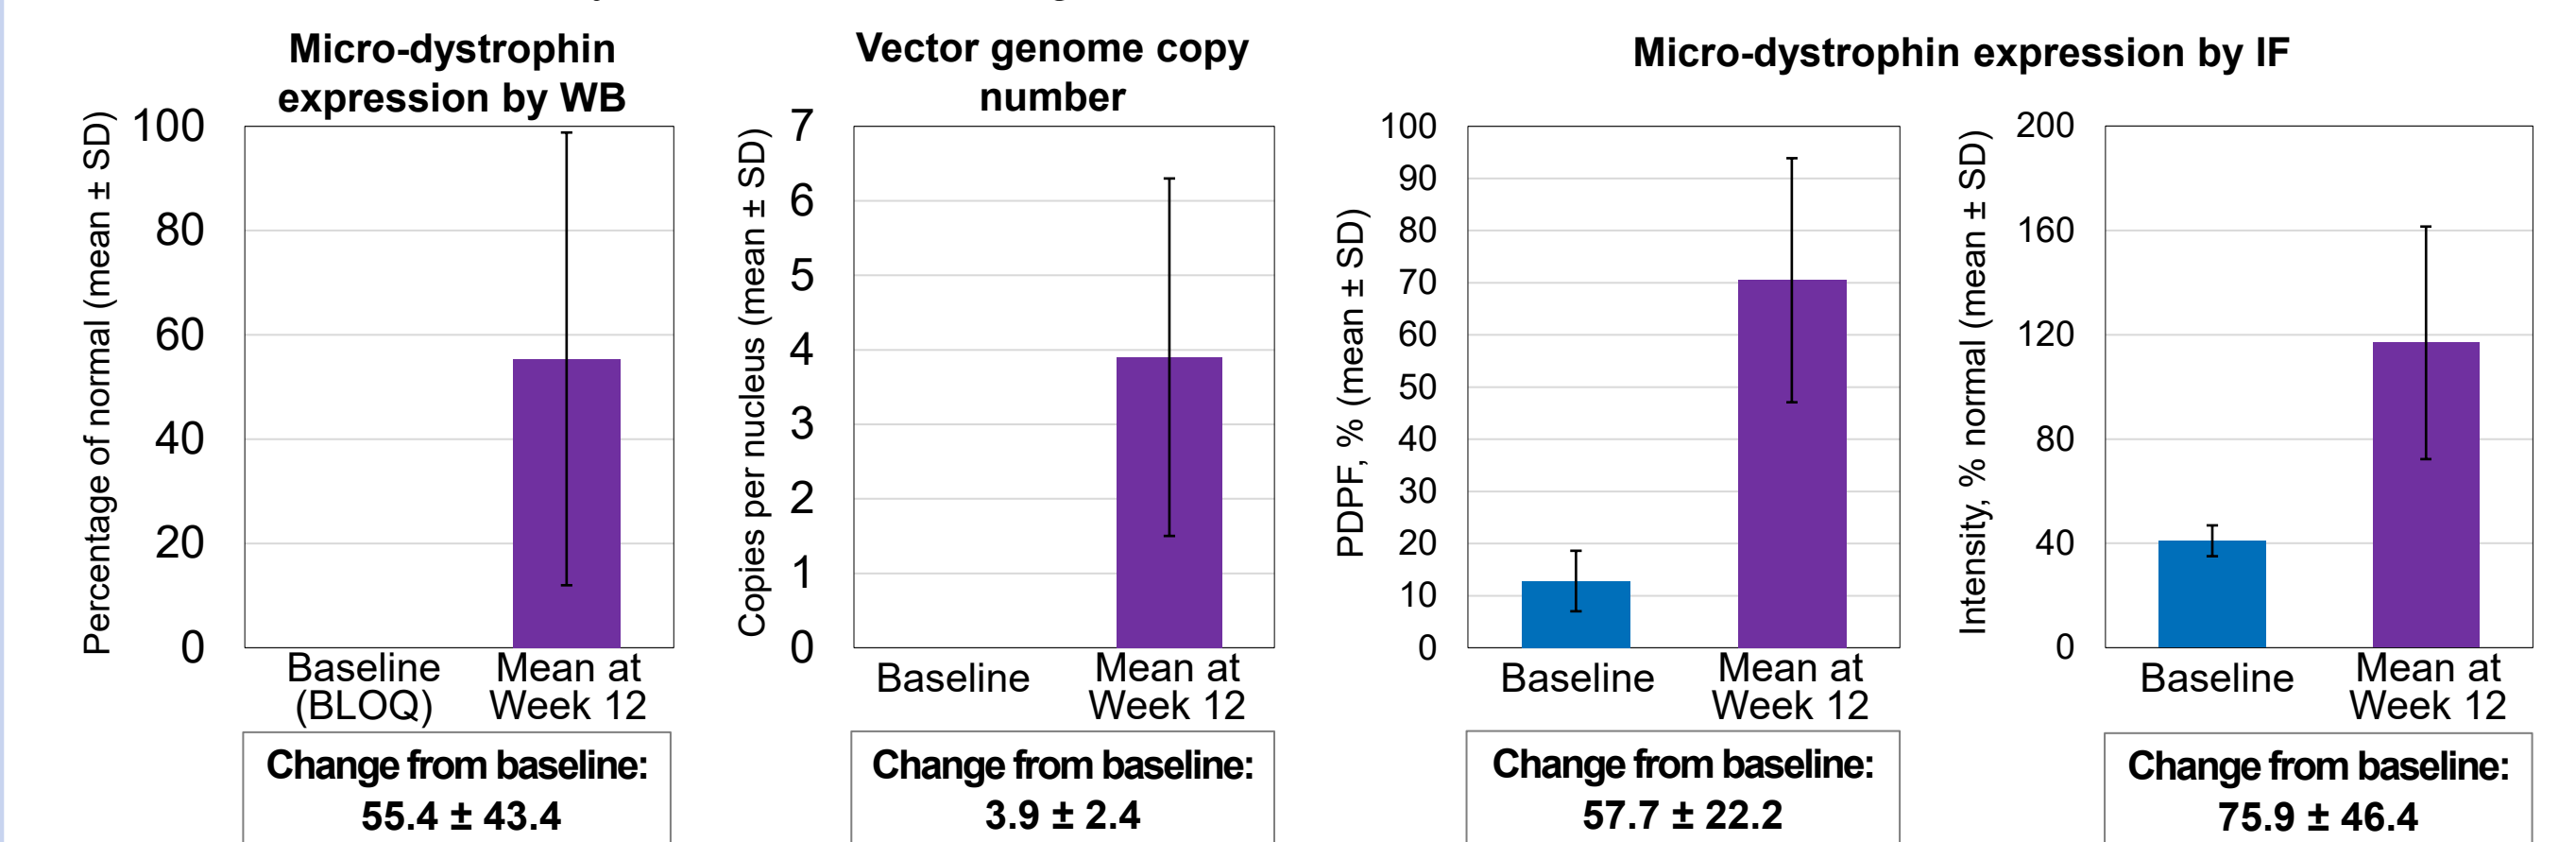 Micro-dystrophin
expression by WB
Percentage of normal (mean ± SD)
100
80
60
40
20
0
Baseline
(BLOQ)
Mean at
Week 12
Change from baseline:
55.4 ± 43.4
Vector genome copy
number
Copies per nucleus (mean ± SD)
7
6
5
4
3
2
1
0
Baseline
Mean at
Week 12
Change from baseline:
3.9 ± 2.4
Micro-dystrophin expression by IF
PDPF, % (mean ± SD)
100
90
80
70
60
50
40
30
20
10
0
Baseline
Mean at
Week 12
Change from baseline:
57.7 ± 22.2
Intensity, % normal (mean ± SD)
200
160
120
80
40
0
Baseline
Mean at
Week 12
Change from baseline:
75.9 ± 46.4